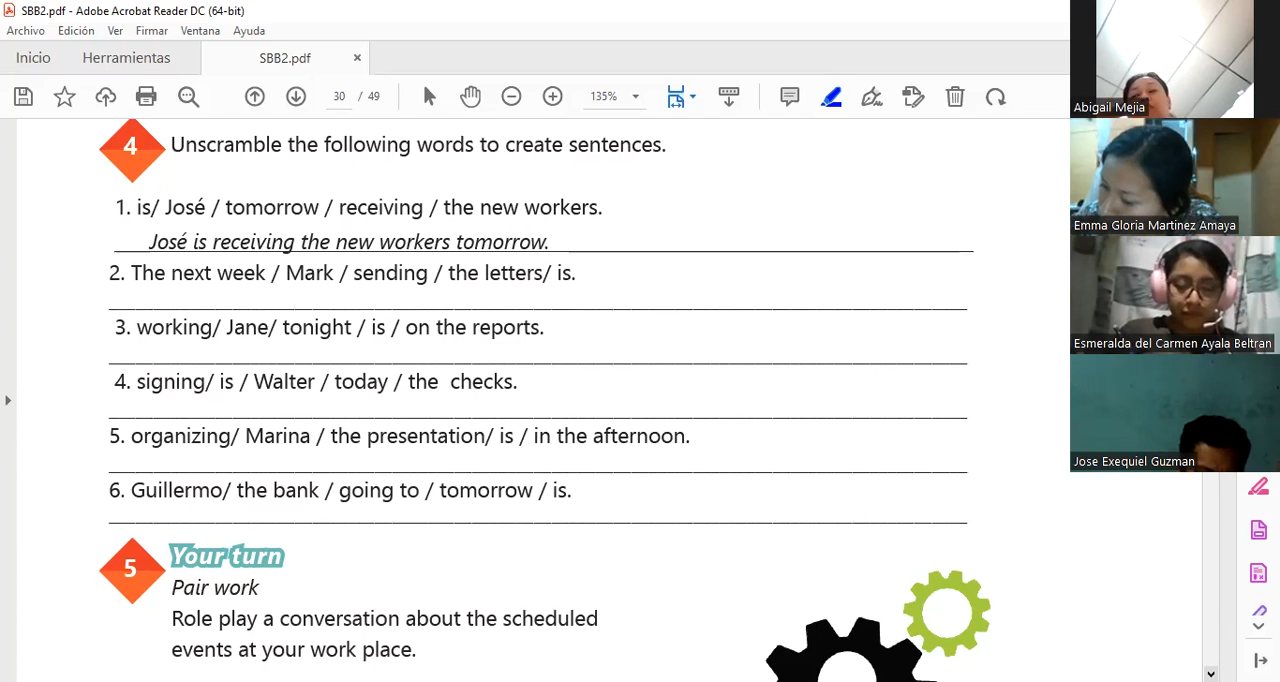 SBB2.pdf - Adobe Acrobat Reader DC (64-bit)
Archivo Edición Ver Firmar Ventana Ayuda
Inicio Herramientas SBB2.pdf ×
30 / 49 135%
4 Unscramble the following words to create sentences.
1. is/ José / tomorrow / receiving / the new workers.
José is receiving the new workers tomorrow.
2. The next week / Mark / sending / the letters/ is.
3. working/ Jane/ tonight / is / on the reports.
4. signing/ is / Walter / today / the checks.
5. organizing/ Marina / the presentation/ is / in the afternoon.
6. Guillermo/ the bank / going to / tomorrow / is.
5 Your turn
Pair work
Role play a conversation about the scheduled
events at your work place.
Abigail Mejia
Emma Gloria Martinez Amaya
Esmeralda del Carmen Ayala Beltran
Jose Exequiel Guzman